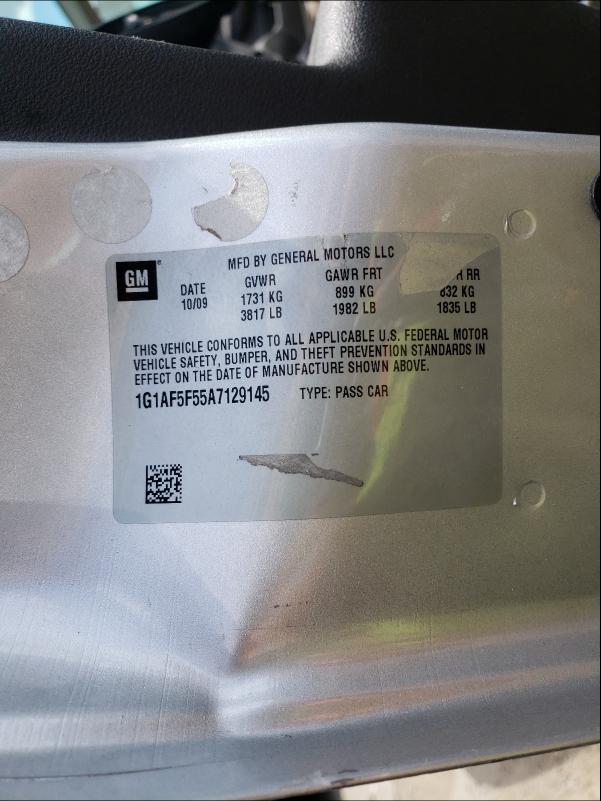 GM
MFD BY GENERAL MOTORS LLC
DATE GVWR GAWR FRT RR
10/09 1731 KG 899 KG 832 KG
3817 LB 1982 LB 1835 LB
THIS VEHICLE CONFORMS TO ALL APPLICABLE U.S. FEDERAL MOTOR
VEHICLE SAFETY, BUMPER, AND THEFT PREVENTION STANDARDS IN
EFFECT ON THE DATE OF MANUFACTURE SHOWN ABOVE.
1G1AF5F55A7129145 TYPE: PASS CAR